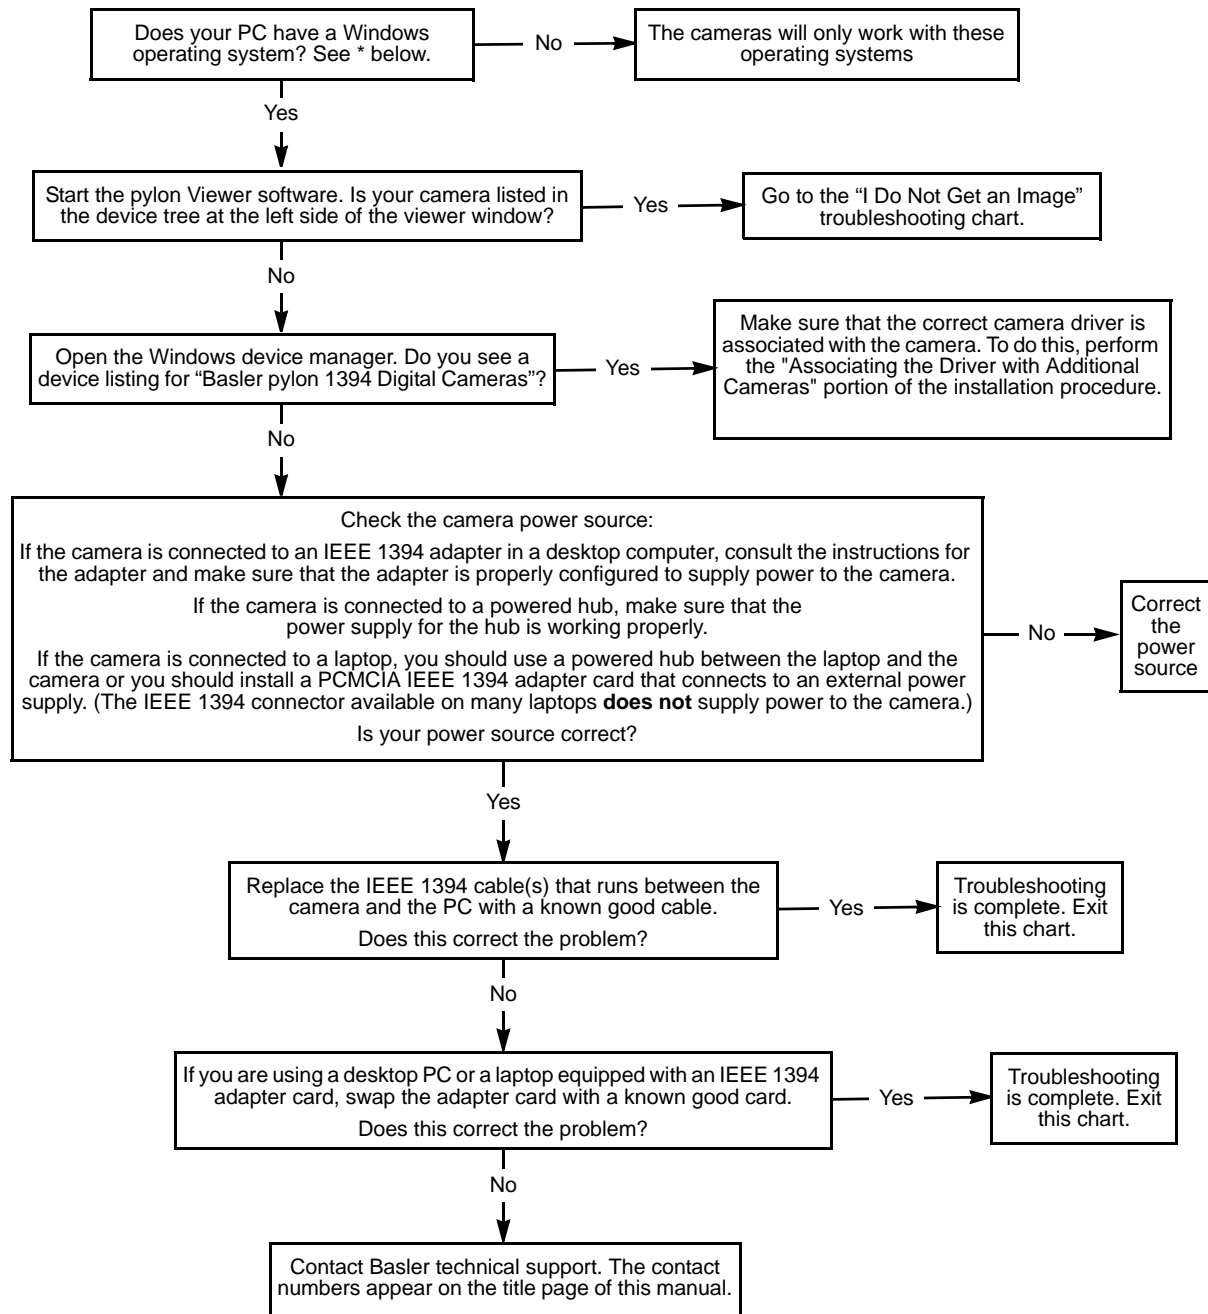 Does your PC have a Windows
operating system? See * below.
No
The cameras will only work with these
operating systems
Yes
Start the pylon Viewer software. Is your camera listed in
the device tree at the left side of the viewer window?
Yes
Go to the “I Do Not Get an Image”
troubleshooting chart.
No
Open the Windows device manager. Do you see a
device listing for “Basler pylon 1394 Digital Cameras”?
Yes
Make sure that the correct camera driver is
associated with the camera. To do this, perform
the "Associating the Driver with Additional
Cameras" portion of the installation procedure.
No
Check the camera power source:
If the camera is connected to an IEEE 1394 adapter in a desktop computer, consult the instructions for
the adapter and make sure that the adapter is properly configured to supply power to the camera.
If the camera is connected to a powered hub, make sure that the
power supply for the hub is working properly.
If the camera is connected to a laptop, you should use a powered hub between the laptop and the
camera or you should install a PCMCIA IEEE 1394 adapter card that connects to an external power
supply. (The IEEE 1394 connector available on many laptops does not supply power to the camera.)
Is your power source correct?
No
Correct
the
power
source
Yes
Replace the IEEE 1394 cable(s) that runs between the
camera and the PC with a known good cable.
Does this correct the problem?
Yes
Troubleshooting
is complete. Exit
this chart.
No
If you are using a desktop PC or a laptop equipped with an IEEE 1394
adapter card, swap the adapter card with a known good card.
Does this correct the problem?
Yes
Troubleshooting
is complete. Exit
this chart.
No
Contact Basler technical support. The contact
numbers appear on the title page of this manual.